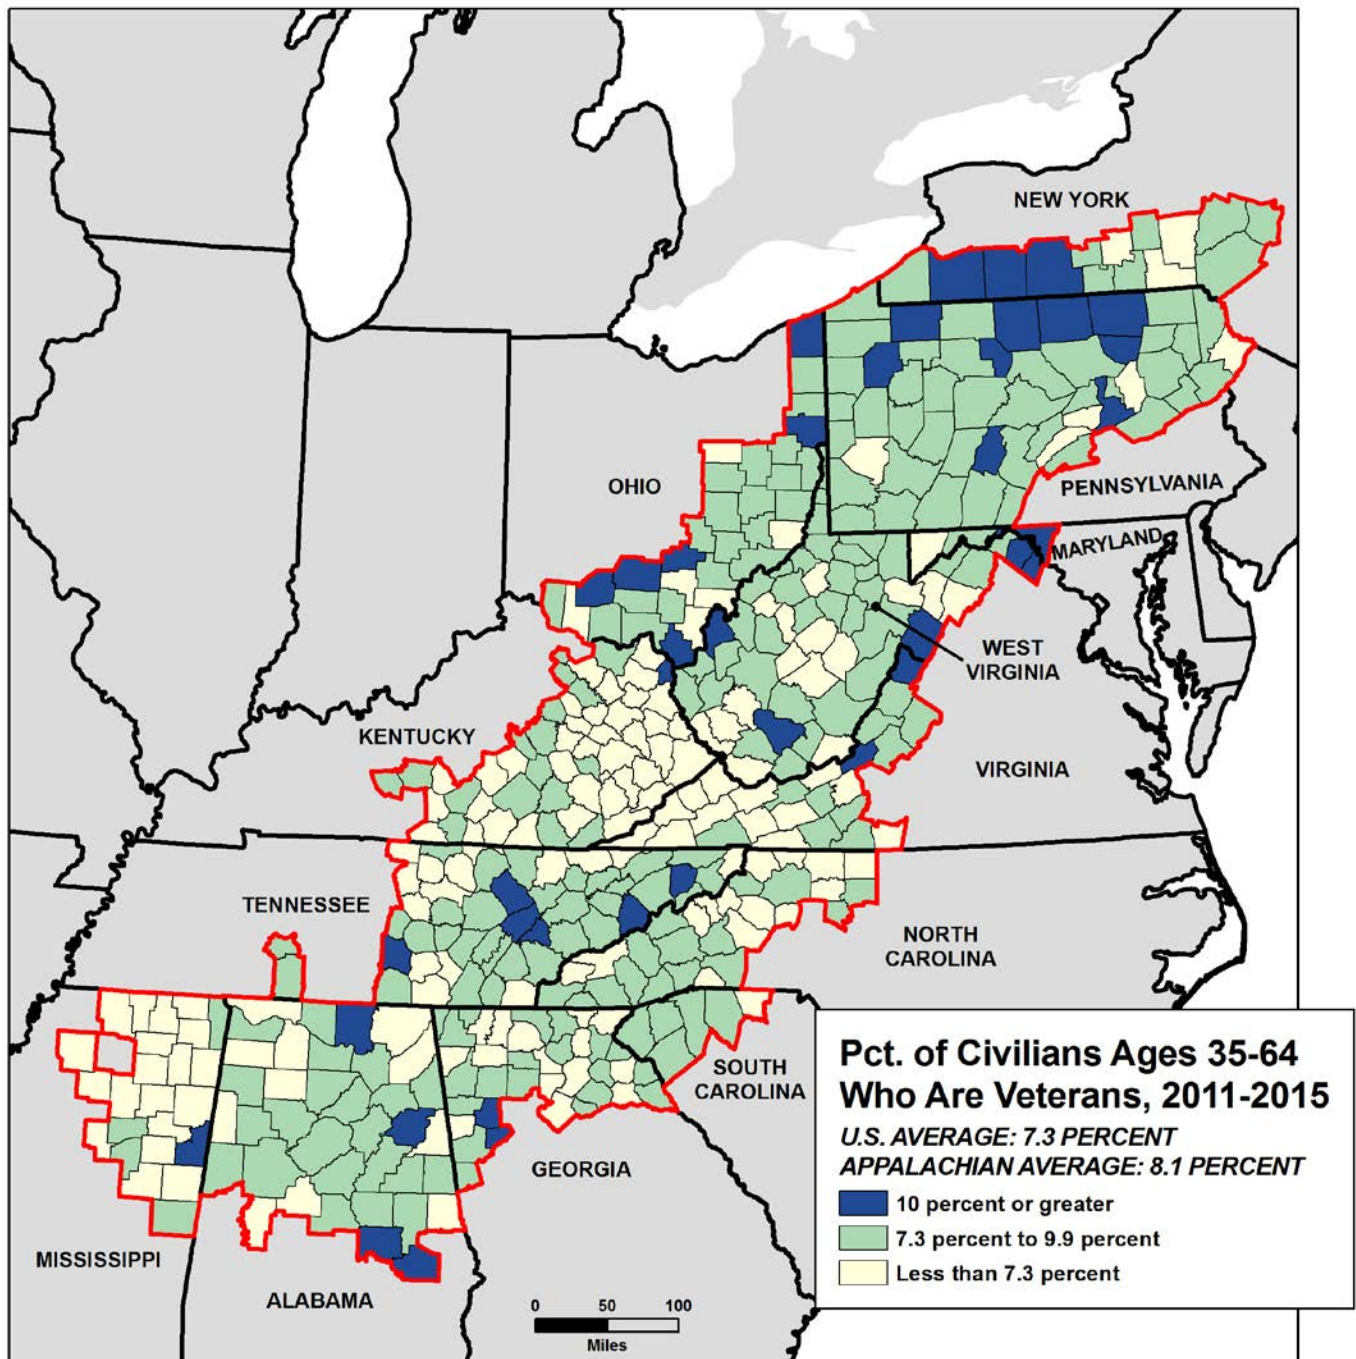 NEW YORK
OHIO
PENNSYLVANIA
MARYLAND
WEST
VIRGINIA
KENTUCKY
VIRGINIA
TENNESSEE
NORTH
CAROLINA
SOUTH
CAROLINA
GEORGIA
MISSISSIPPI
ALABAMA
Pct. of Civilians Ages 35-64
Who Are Veterans, 2011-2015
U.S. AVERAGE: 7.3 PERCENT
APPALACHIAN AVERAGE: 8.1 PERCENT
10 percent or greater
7.3 percent to 9.9 percent
Less than 7.3 percent
0 50 100
Miles